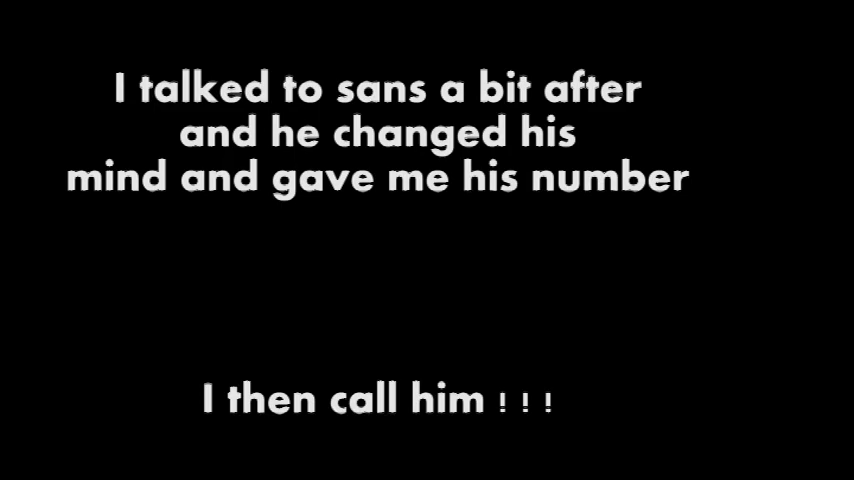 I talked to sans a bit after
and he changed his
mind and gave me his number
I then call him ! ! !